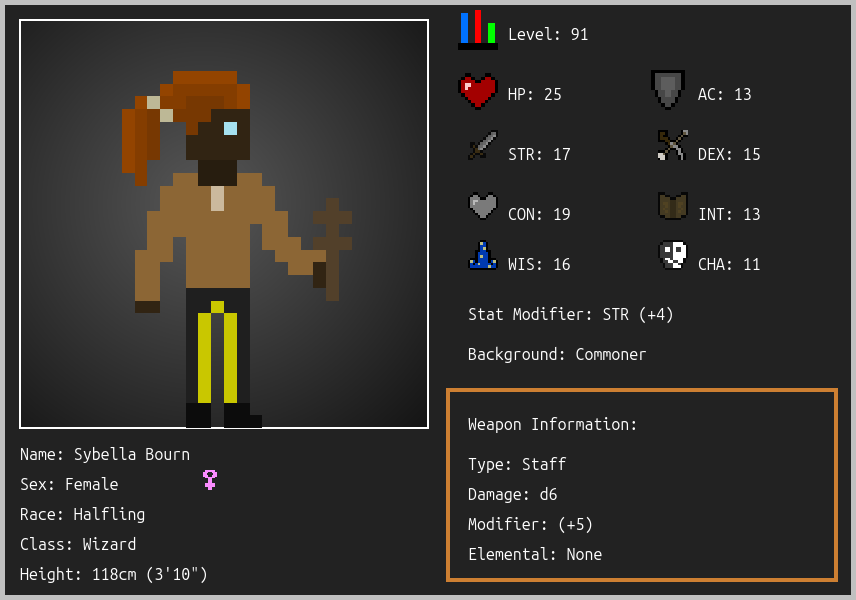 Level: 91
HP: 25
AC: 13
STR: 17
DEX: 15
CON: 19
INT: 13
WIS: 16
CHA: 11
Stat Modifier: STR (+4)
Background: Commoner
Weapon Information:
Type: Staff
Damage: d6
Modifier: (+5)
Elemental: None
Name: Sybella Bourn
Sex: Female
Race: Halfling
Class: Wizard
Height: 118cm (3'10")